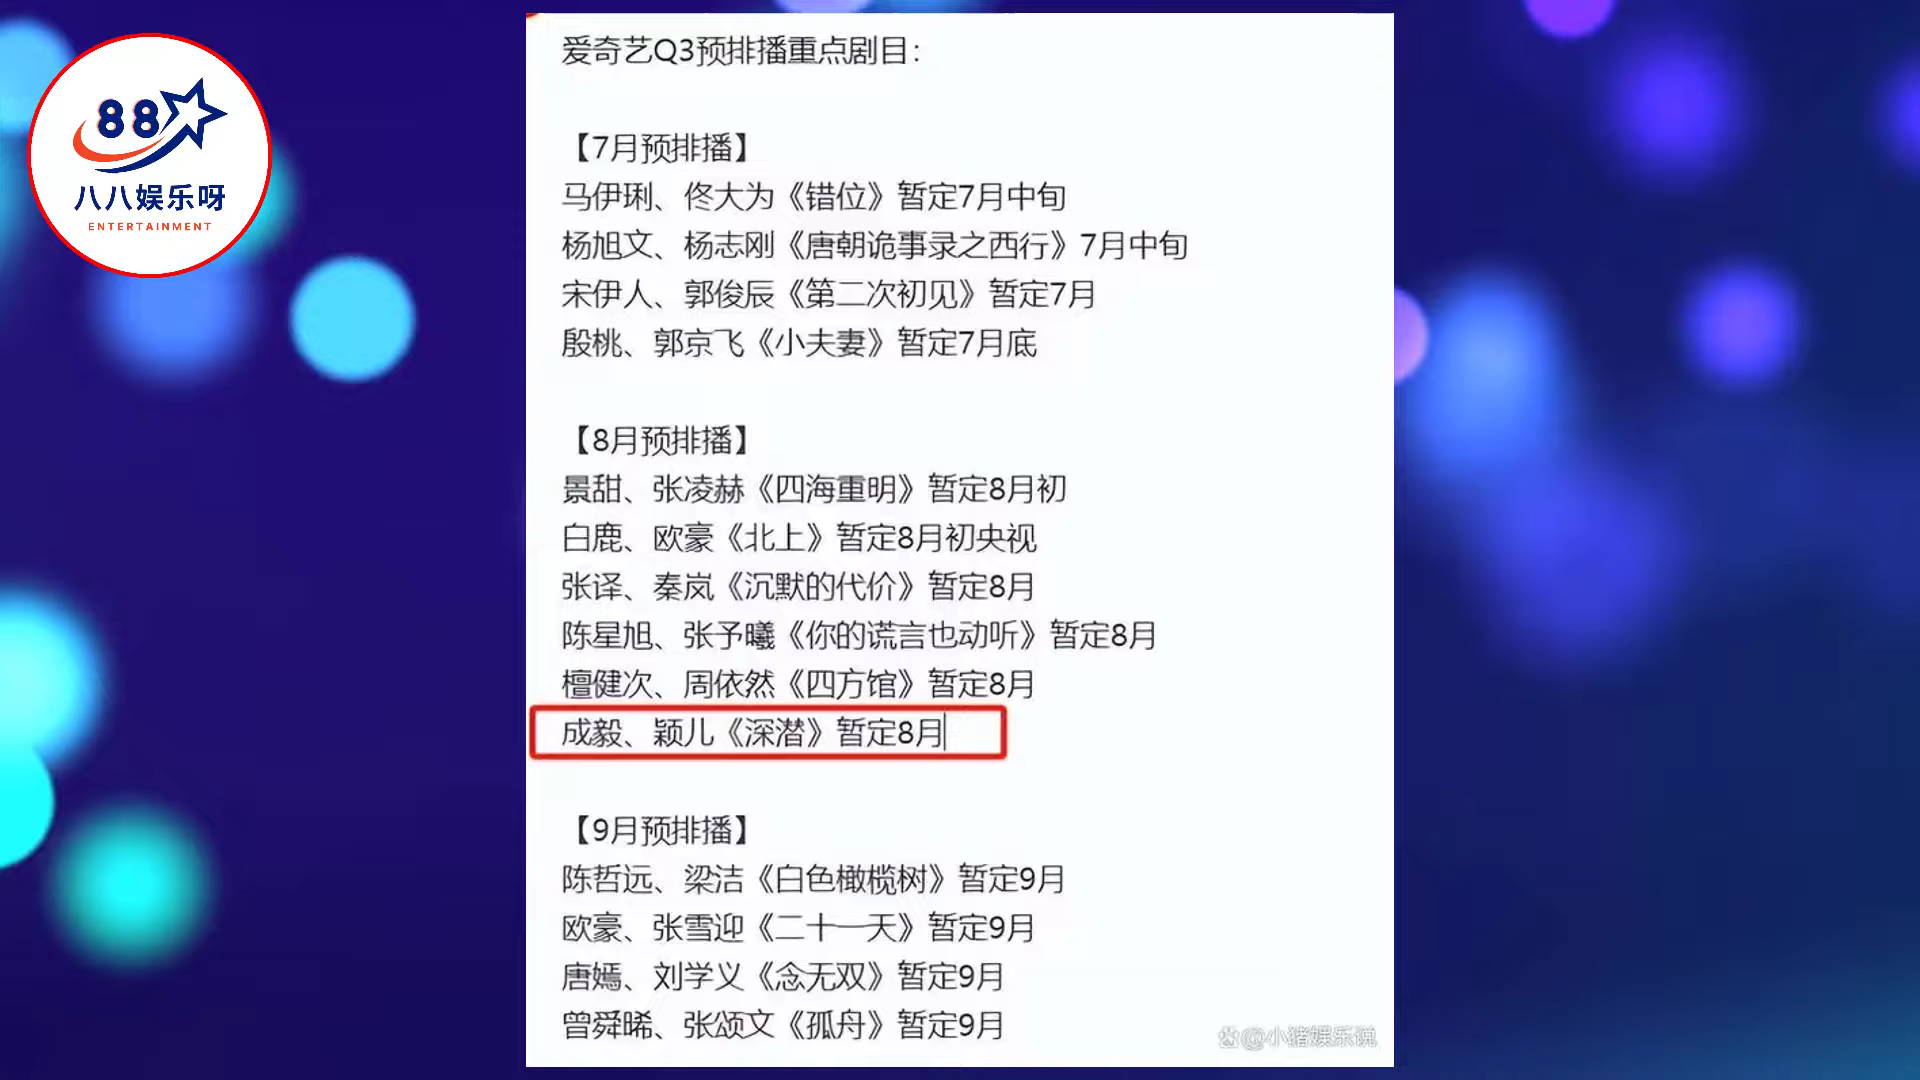 88
八八娱乐呀
ENTERTAINMENT
爱奇艺Q3预排播重点剧目：
【7月预排播】
马伊琍、佟大为《错位》暂定7月中旬
杨旭文、杨志刚《唐朝诡事录之西行》7月中旬
宋伊人、郭俊辰《第二次初见》暂定7月
殷桃、郭京飞《小夫妻》暂定7月底
【8月预排播】
景甜、张凌赫《四海重明》暂定8月初
白鹿、欧豪《北上》暂定8月初央视
张译、秦岚《沉默的代价》暂定8月
陈星旭、张予曦《你的谎言也动听》暂定8月
檀健次、周依然《四方馆》暂定8月
成毅、颖儿《深潜》暂定8月
【9月预排播】
陈哲远、梁洁《白色橄榄树》暂定9月
欧豪、张雪迎《二十一天》暂定9月
唐嫣、刘学义《念无双》暂定9月
曾舜晞、张颂文《孤舟》暂定9月
@小猪娱乐说